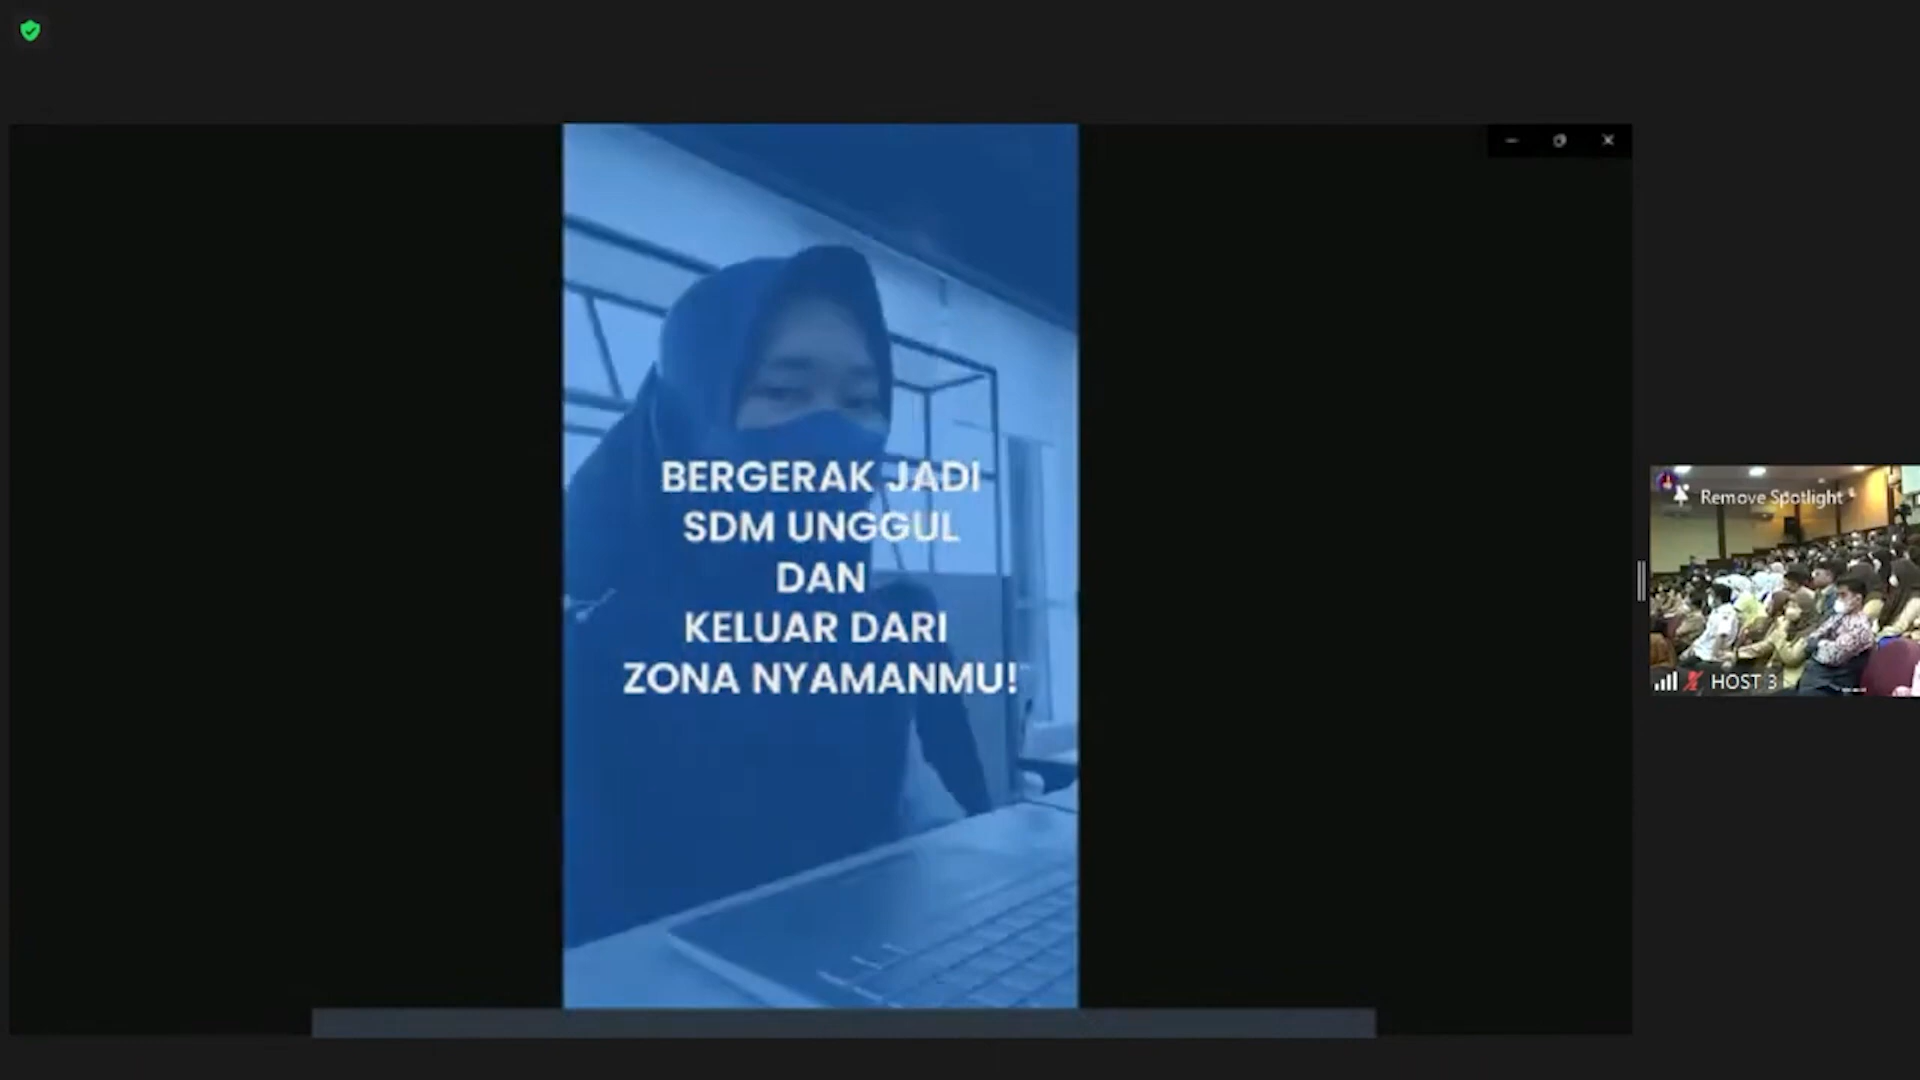 BERGERAK JADI
SDM UNGGUL
DAN
KELUAR DARI
ZONA NYAMANMU!
Remove Spotlight
HOST 3